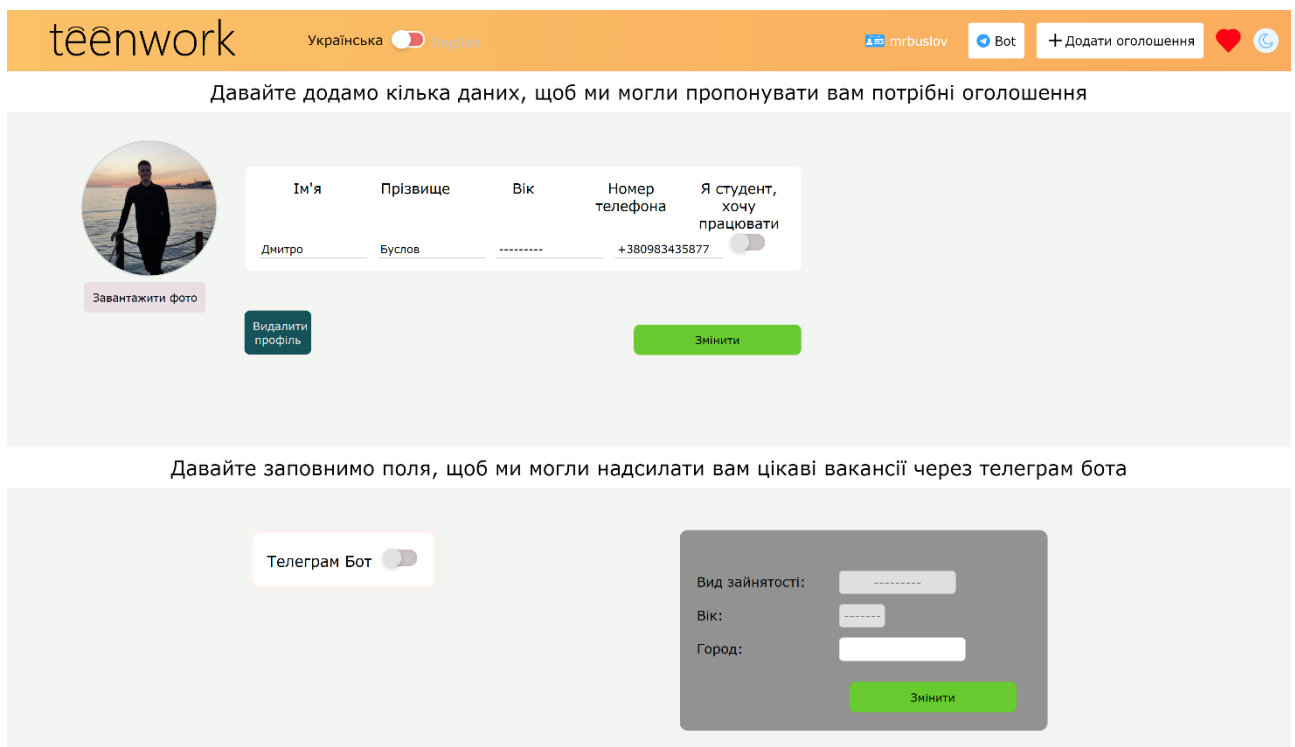 têênwork
Українська English
mrbuslov
Bot
+Додати оголошення
Давайте додамо кілька даних, щоб ми могли пропонувати вам потрібні оголошення
Ім'я
Прізвище
Вік
Номер
телефона
Я студент,
хочу
працювати
Дмитро
Буслов
---------
+380983435877
Завантажити фото
Видалити
профіль
Змінити
Давайте заповнимо поля, щоб ми могли надсилати вам цікаві вакансії через телеграм бота
Телеграм Бот
Вид зайнятості:
---------
Вік:
-------
Город:
Змінити